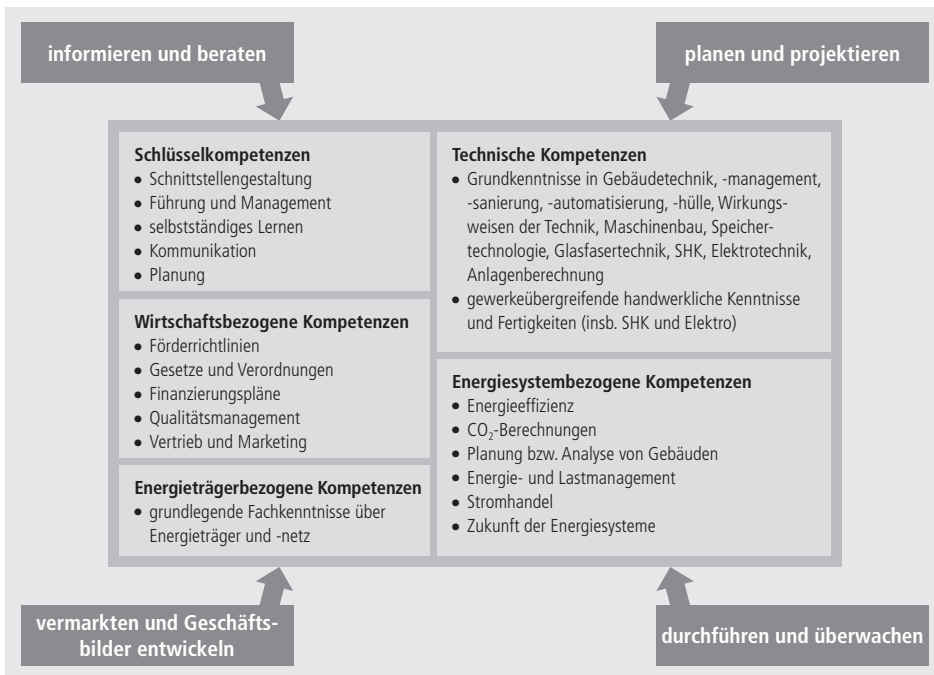 informieren und beraten
planen und projektieren
Schlüsselkompetenzen
• Schnittstellengestaltung
• Führung und Management
• selbstständiges Lernen
• Kommunikation
• Planung
Wirtschaftsbezogene Kompetenzen
• Förderrichtlinien
• Gesetze und Verordnungen
• Finanzierungspläne
• Qualitätsmanagement
• Vertrieb und Marketing
Energieträgerbezogene Kompetenzen
• grundlegende Fachkenntnisse über
Energieträger und -netz
Technische Kompetenzen
• Grundkenntnisse in Gebäudetechnik, -management,
-sanierung, -automatisierung, -hülle, Wirkungs-
weisen der Technik, Maschinenbau, Speicher-
technologie, Glasfasertechnik, SHK, Elektrotechnik,
Anlagenberechnung
• gewerkeübergreifende handwerkliche Kenntnisse
und Fertigkeiten (insb. SHK und Elektro)
Energiesystembezogene Kompetenzen
• Energieeffizienz
• CO₂-Berechnungen
• Planung bzw. Analyse von Gebäuden
• Energie- und Lastmanagement
• Stromhandel
• Zukunft der Energiesysteme
vermarkten und Geschäfts-
bilder entwickeln
durchführen und überwachen